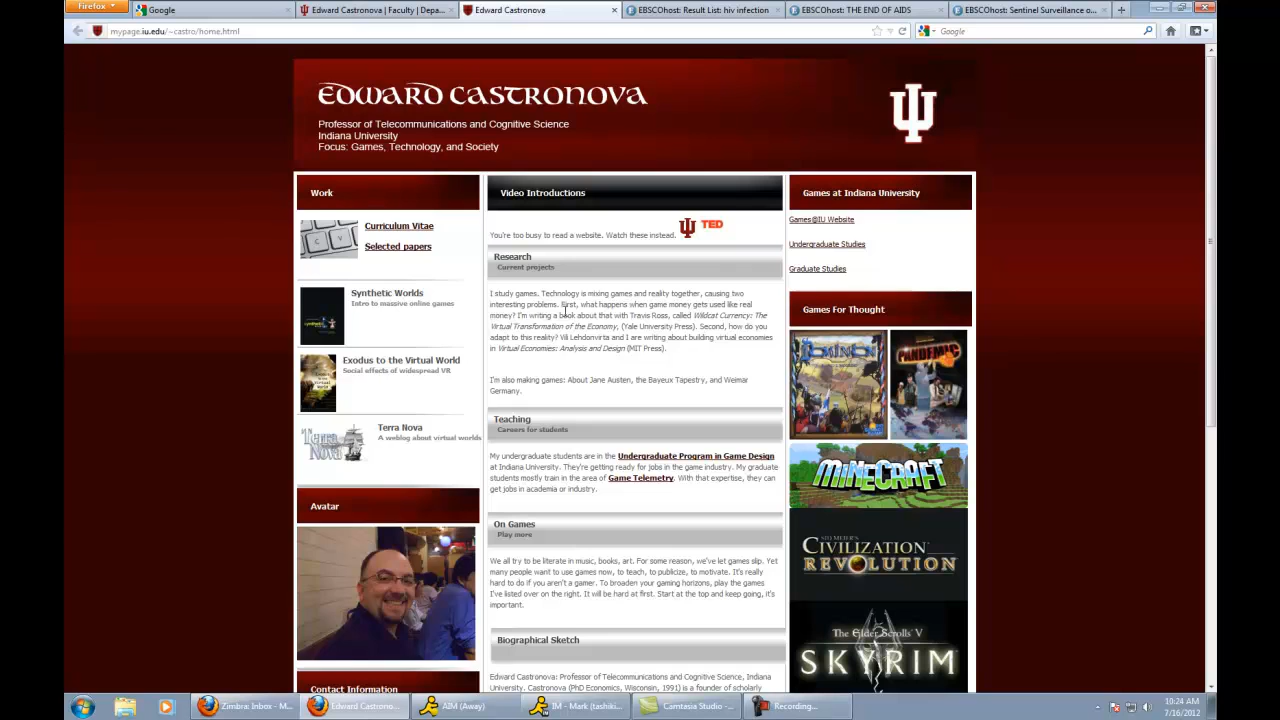 Firefox
Google
Edward Castronova | Faculty | Depa...
Edward Castronova
EBSCOhost: Result List: hiv infection
EBSCOhost: THE END OF AIDS
EBSCOhost: Sentinel Surveillance o...
mypage.iu.edu/~castro/home.html
Google
EDWARD CASTRONOVA
Professor of Telecommunications and Cognitive Science
Indiana University
Focus: Games, Technology, and Society
Work
Curriculum Vitae
Selected papers
Synthetic Worlds
Intro to massive online games
Exodus to the Virtual World
Social effects of widespread VR
TERRA NOVA
Terra Nova
A weblog about virtual worlds
Avatar
Contact Information
Video Introductions
You're too busy to read a website. Watch these instead.
TED
Research
Current projects
I study games. Technology is mixing games and reality together, causing two
interesting problems. First, what happens when game money gets used like real
money? I'm writing a book about that with Travis Ross, called Wildcat Currency: The
Virtual Transformation of the Economy, (Yale University Press). Second, how do you
adapt to this reality? Vili Lehdonvirta and I are writing about building virtual economies
in Virtual Economies: Analysis and Design (MIT Press).
I'm also making games: About Jane Austen, the Bayeux Tapestry, and Weimar
Germany.
Teaching
Careers for students
My undergraduate students are in the Undergraduate Program in Game Design
at Indiana University. They're getting ready for jobs in the game industry. My graduate
students mostly train in the area of Game Telemetry. With that expertise, they can
get jobs in academia or industry.
On Games
Play more
We all try to be literate in music, books, art. For some reason, we've let games slip. Yet
many people want to use games now, to teach, to publicize, to motivate. It's really
hard to do if you aren't a gamer. To broaden your gaming horizons, play the games
I've listed over on the right. It will be hard at first. Start at the top and keep going, it's
important.
Biographical Sketch
Edward Castronova: Professor of Telecommunications and Cognitive Science, Indiana
University. Castronova (PhD Economics, Wisconsin, 1991) is a founder of scholarly
Games at Indiana University
Games@IU Website
Undergraduate Studies
Graduate Studies
Games For Thought
DOMINION
PANDEMIC
MINECRAFT
SID MEIER'S
CIVILIZATION
REVOLUTION
The Elder Scrolls V
SKYRIM
Zimbra: Inbox - M...
Edward Castrono...
AIM (Away)
IM - Mark (tashiki...
Camtasia Studio -...
Recording...
10:24 AM
7/16/2012